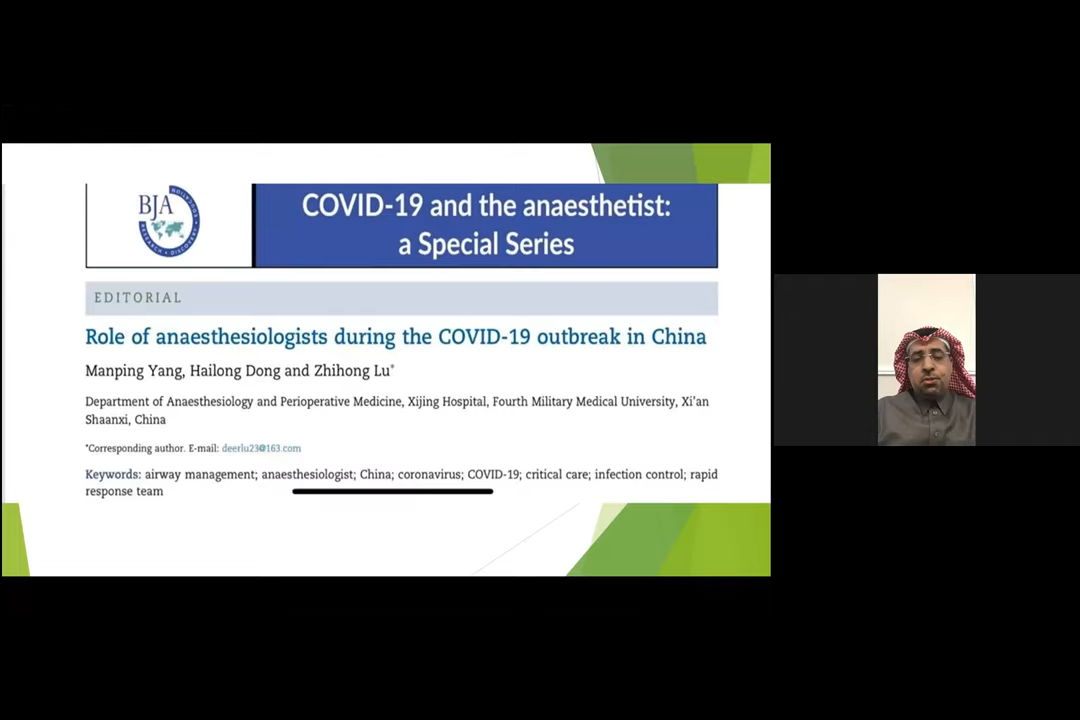 BJA
COVID-19 and the anaesthetist:
a Special Series
EDITORIAL
Role of anaesthesiologists during the COVID-19 outbreak in China
Manping Yang, Hailong Dong and Zhihong Lu*
Department of Anaesthesiology and Perioperative Medicine, Xijing Hospital, Fourth Military Medical University, Xi'an
Shaanxi, China
*Corresponding author. E-mail: deerlu23@163.com
Keywords: airway management; anaesthesiologist; China; coronavirus; COVID-19; critical care; infection control; rapid
response team